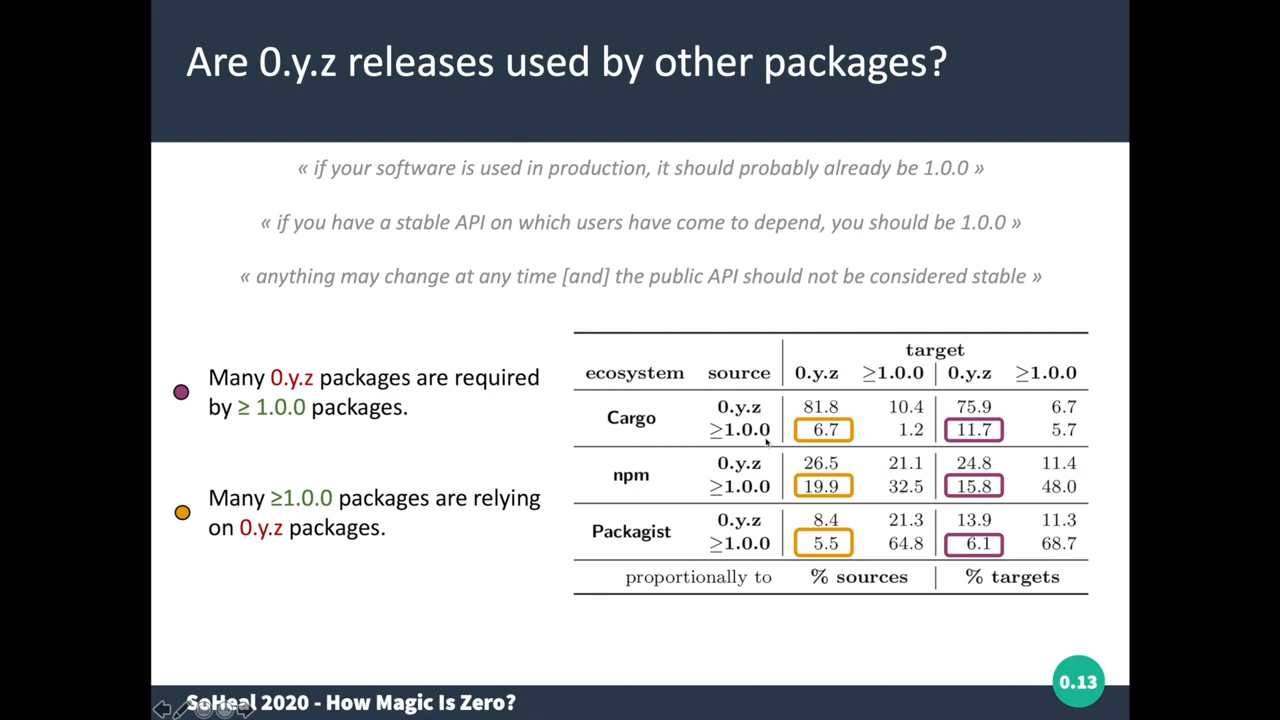 Are 0.y.z releases used by other packages?
« if your software is used in production, it should probably already be 1.0.0 »
« if you have a stable API on which users have come to depend, you should be 1.0.0 »
« anything may change at any time [and] the public API should not be considered stable »
Many 0.y.z packages are required
by ≥ 1.0.0 packages.
Many ≥1.0.0 packages are relying
on 0.y.z packages.
target
ecosystem source 0.y.z ≥1.0.0 0.y.z ≥1.0.0
Cargo
0.y.z 81.8 10.4 75.9 6.7
≥1.0.0 6.7 1.2 11.7 5.7
npm
0.y.z 26.5 21.1 24.8 11.4
≥1.0.0 19.9 32.5 15.8 48.0
Packagist
0.y.z 8.4 21.3 13.9 11.3
≥1.0.0 5.5 64.8 6.1 68.7
proportionally to % sources % targets
0.13
SoHeal 2020 - How Magic Is Zero?